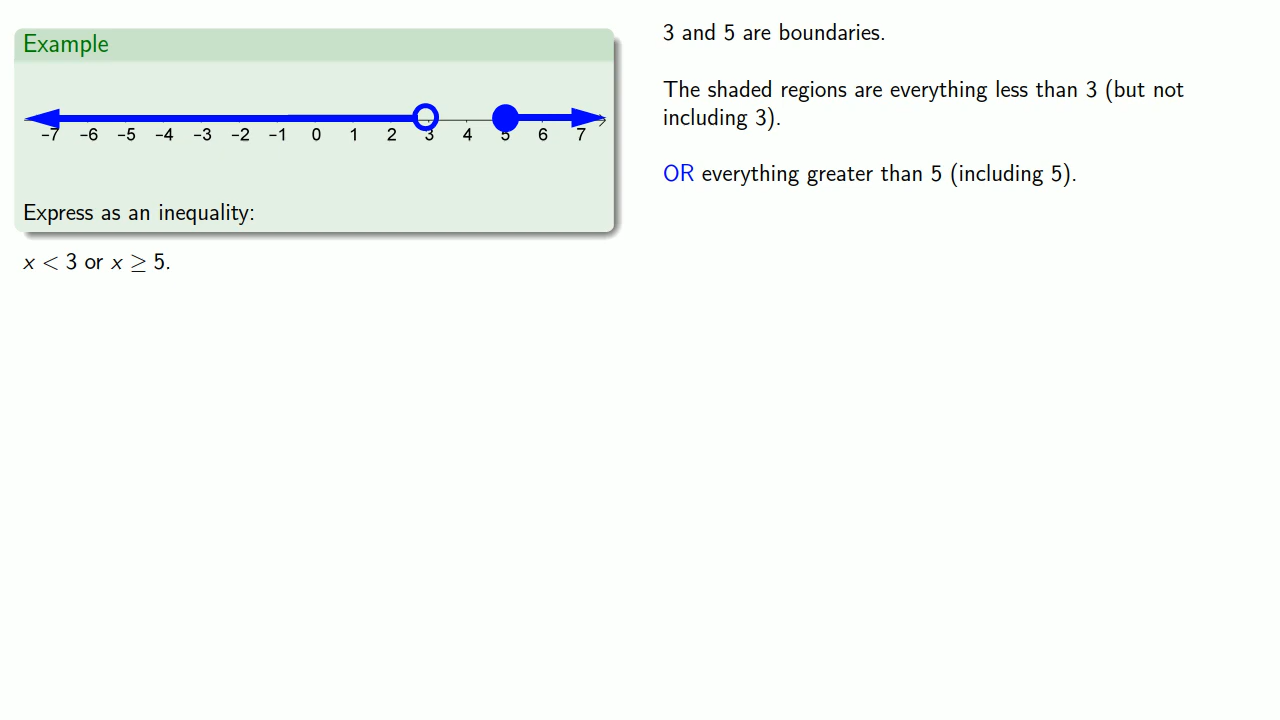 Example
-7 -6 -5 -4 -3 -2 -1 0 1 2 3 4 5 6 7
Express as an inequality:
x < 3 or x ≥ 5.
3 and 5 are boundaries.
The shaded regions are everything less than 3 (but not
including 3).
OR everything greater than 5 (including 5).